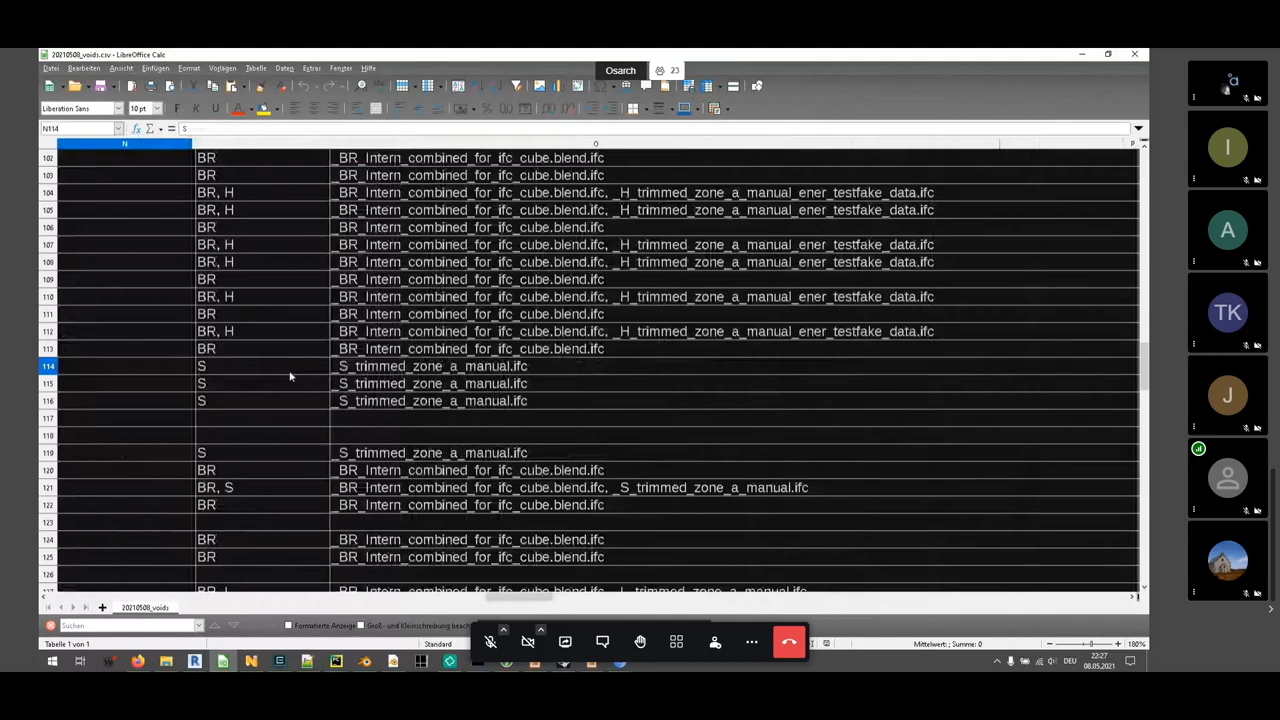 20210508_voids.csv - LibreOffice Calc
Datei Bearbeiten Ansicht Einfügen Format Vorlagen Tabelle Daten Extras Fenster Hilfe
Osarch 23
Liberation Sans 10 pt
N114 S
N O P
102 BR _BR_Intern_combined_for_ifc_cube.blend.ifc
103 BR _BR_Intern_combined_for_ifc_cube.blend.ifc
104 BR, H _BR_Intern_combined_for_ifc_cube.blend.ifc, _H_trimmed_zone_a_manual_ener_testfake_data.ifc
105 BR, H _BR_Intern_combined_for_ifc_cube.blend.ifc, _H_trimmed_zone_a_manual_ener_testfake_data.ifc
106 BR _BR_Intern_combined_for_ifc_cube.blend.ifc
107 BR, H _BR_Intern_combined_for_ifc_cube.blend.ifc, _H_trimmed_zone_a_manual_ener_testfake_data.ifc
108 BR, H _BR_Intern_combined_for_ifc_cube.blend.ifc, _H_trimmed_zone_a_manual_ener_testfake_data.ifc
109 BR _BR_Intern_combined_for_ifc_cube.blend.ifc
110 BR, H _BR_Intern_combined_for_ifc_cube.blend.ifc, _H_trimmed_zone_a_manual_ener_testfake_data.ifc
111 BR _BR_Intern_combined_for_ifc_cube.blend.ifc
112 BR, H _BR_Intern_combined_for_ifc_cube.blend.ifc, _H_trimmed_zone_a_manual_ener_testfake_data.ifc
113 BR _BR_Intern_combined_for_ifc_cube.blend.ifc
114 S _S_trimmed_zone_a_manual.ifc
115 S _S_trimmed_zone_a_manual.ifc
116 S _S_trimmed_zone_a_manual.ifc
117
118
119 S _S_trimmed_zone_a_manual.ifc
120 BR _BR_Intern_combined_for_ifc_cube.blend.ifc
121 BR, S _BR_Intern_combined_for_ifc_cube.blend.ifc, _S_trimmed_zone_a_manual.ifc
122 BR _BR_Intern_combined_for_ifc_cube.blend.ifc
123
124 BR _BR_Intern_combined_for_ifc_cube.blend.ifc
125 BR _BR_Intern_combined_for_ifc_cube.blend.ifc
126
20210508_voids
Suchen Formatierte Anzeige Groß- und Kleinschreibung
Tabelle 1 von 1 Standard Mittelwert: ; Summe: 0 180%
DEU 22:27
08.05.2021
a
I
A
TK
J